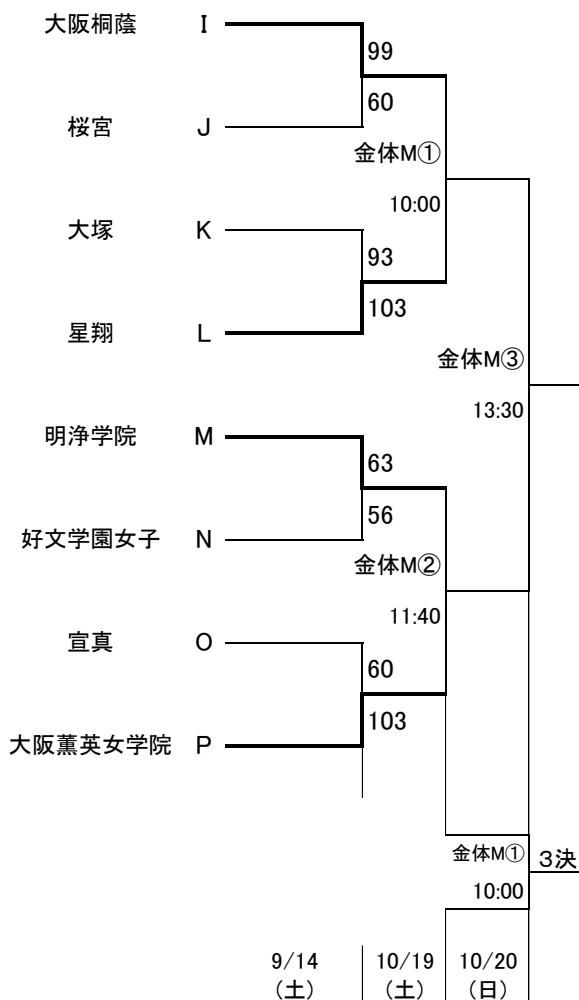 大阪桐蔭 I
99
60
桜宮 J
金体M①
10:00
大塚 K
93
103
星翔 L
金体M③
13:30
明浄学院 M
63
56
好文学園女子 N
金体M②
11:40
宣真 O
60
103
大阪薫英女学院 P
金体M①
3決
10:00
9/14 10/19 10/20
(土) (土) (日)